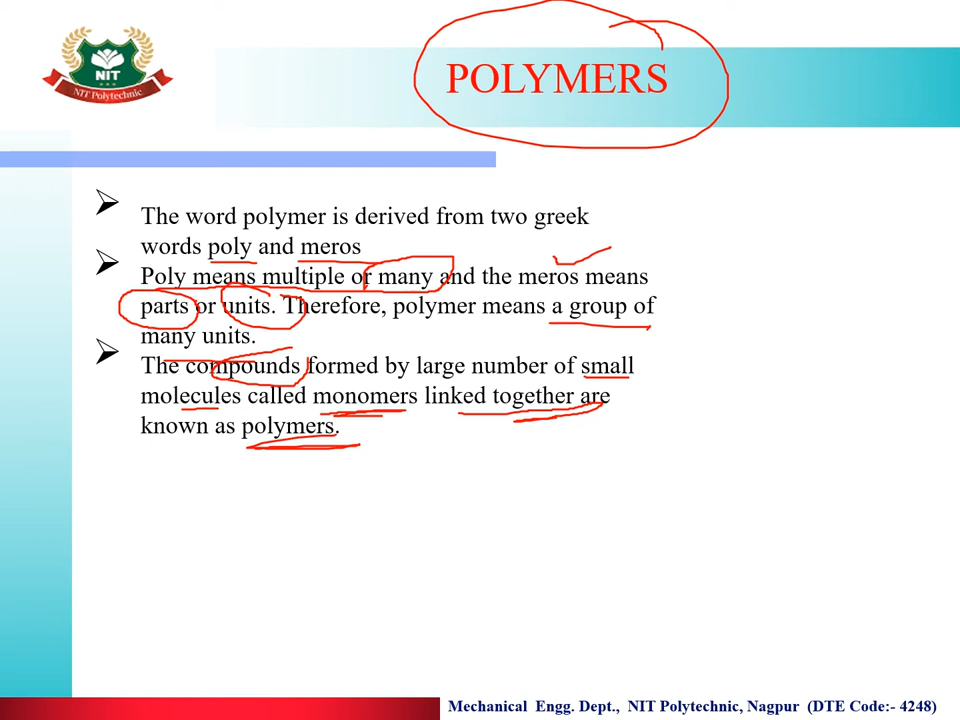 NIT
NIT Polytechnic
POLYMERS
➢ The word polymer is derived from two greek
words poly and meros
➢ Poly means multiple or many and the meros means
parts or units. Therefore, polymer means a group of
many units.
➢ The compounds formed by large number of small
molecules called monomers linked together are
known as polymers.
Mechanical Engg. Dept., NIT Polytechnic, Nagpur (DTE Code:- 4248)